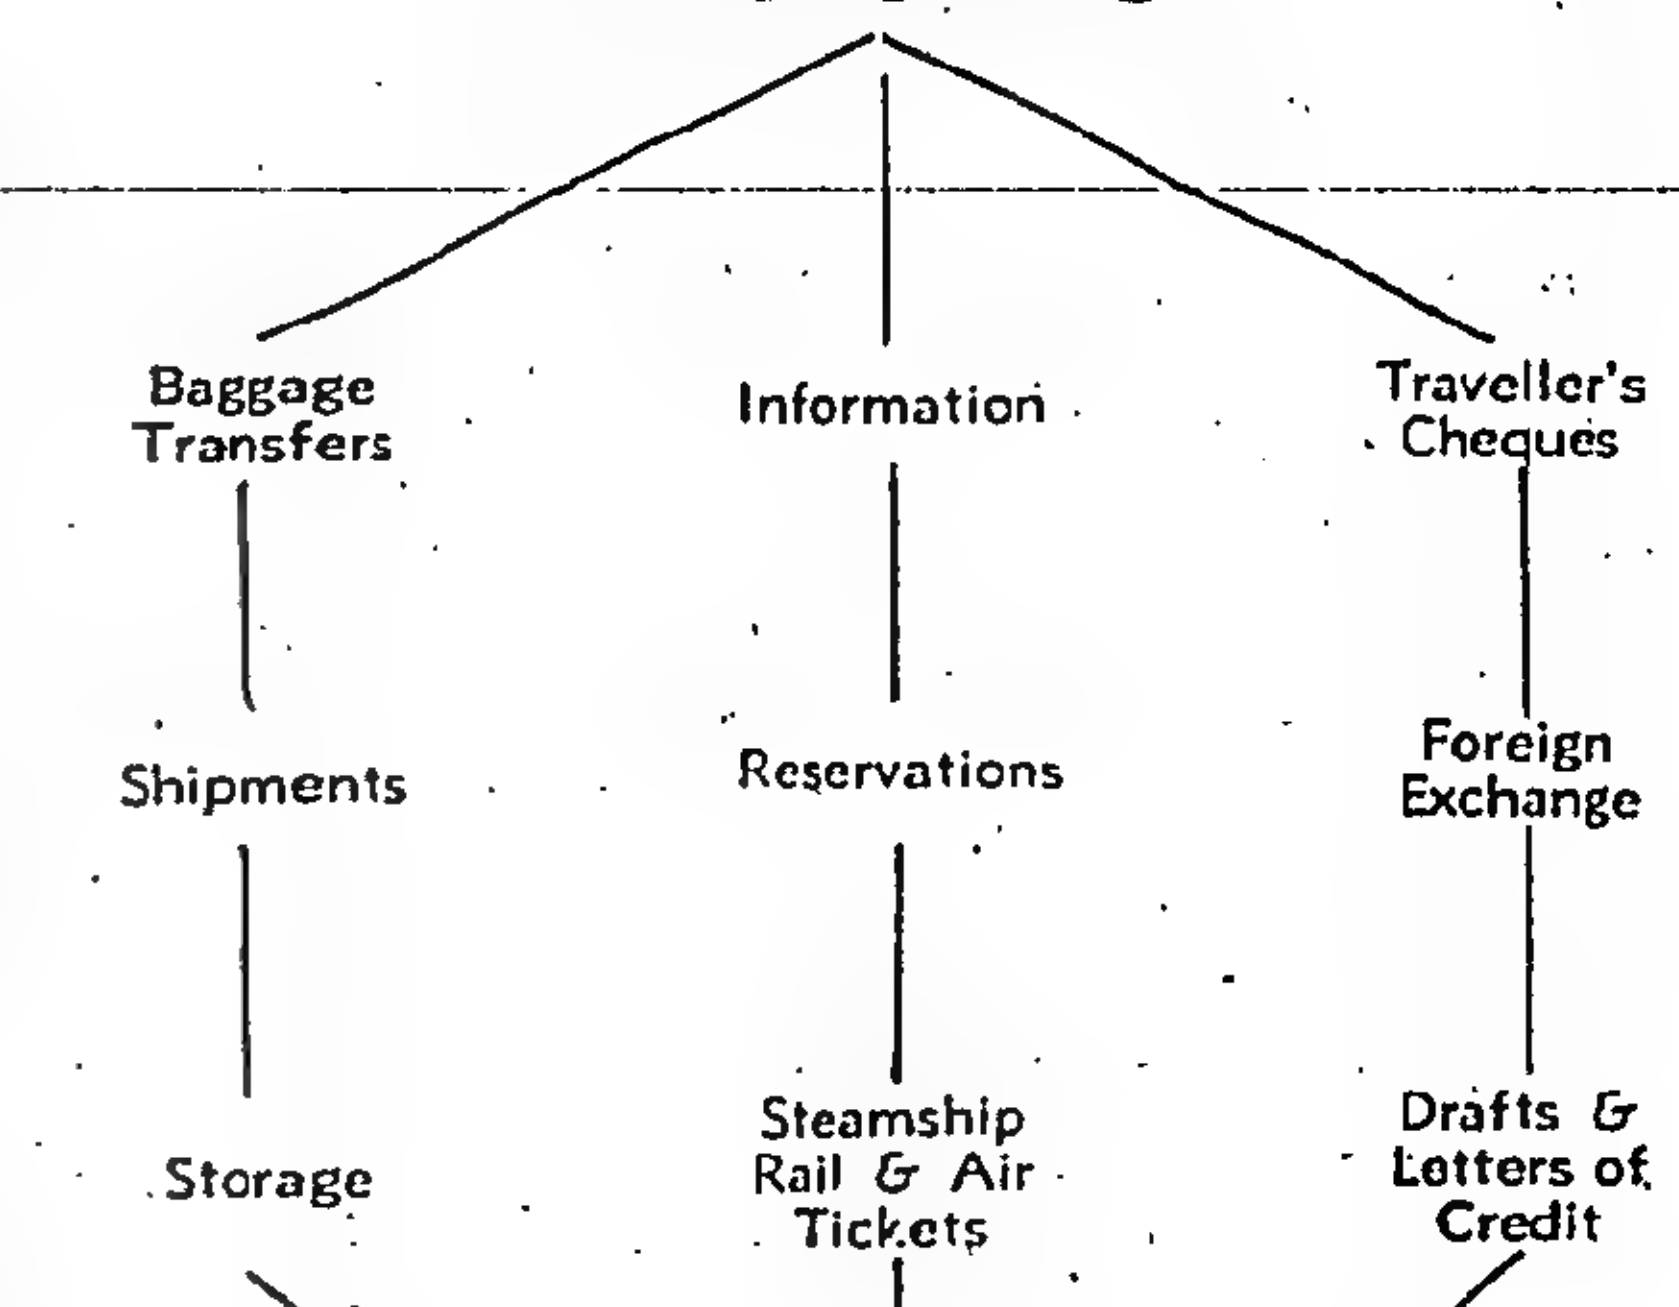 Baggage
Transfers
Information
Traveller's
Cheques
Shipments
Reservations
Foreign
Exchange
Storage
Steamship
Rail & Air
Tickets
Drafts &
Letters of
Credit